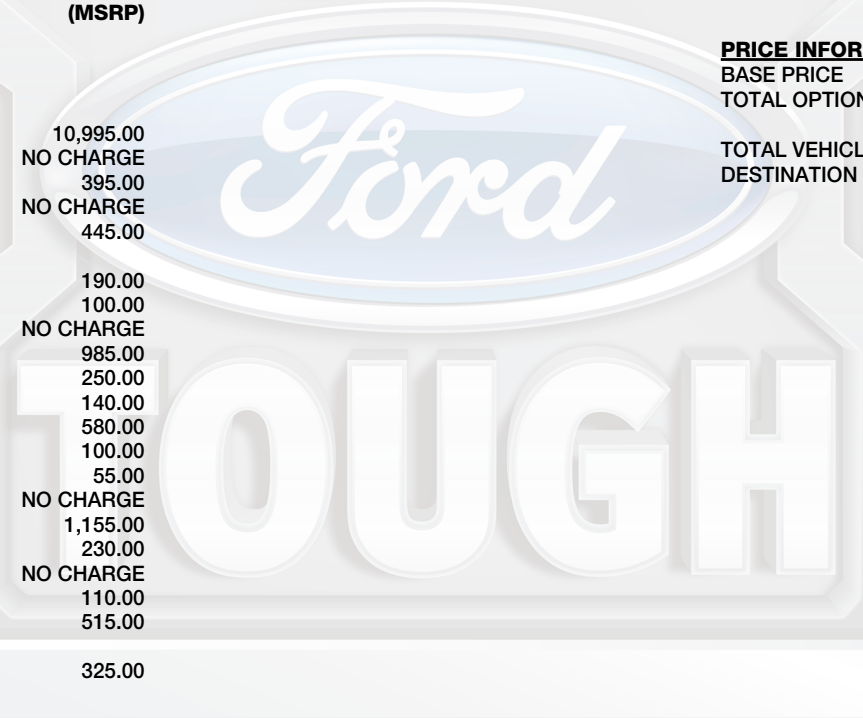 (MSRP)
10,995.00
NO CHARGE
395.00
NO CHARGE
445.00
190.00
100.00
NO CHARGE
985.00
250.00
140.00
580.00
100.00
55.00
NO CHARGE
1,155.00
230.00
NO CHARGE
110.00
515.00
325.00
PRICE INFOR
BASE PRICE
TOTAL OPTION
TOTAL VEHICL
DESTINATION
Ford
TOUGH